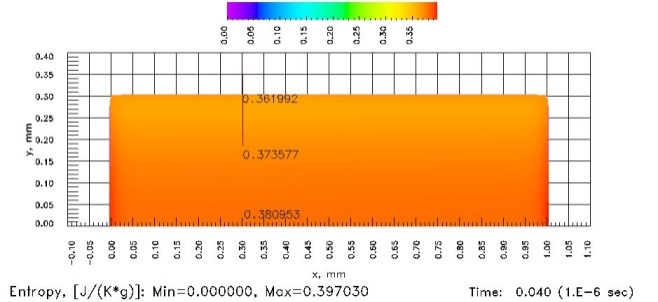 0.00 0.05 0.10 0.15 0.20 0.25 0.30 0.35
0.40
0.35
0.30
0.25
0.20
0.15
0.10
0.05
0.00
y, mm
0.361992
0.373577
0.380953
-0.10 -0.05 0.00 0.05 0.10 0.15 0.20 0.25 0.30 0.35 0.40 0.45 0.50 0.55 0.60 0.65 0.70 0.75 0.80 0.85 0.90 0.95 1.00 1.05 1.10
x, mm
Entropy, [J/(K*g)]: Min=0.000000, Max=0.397030 Time: 0.040 (1.E-6 sec)